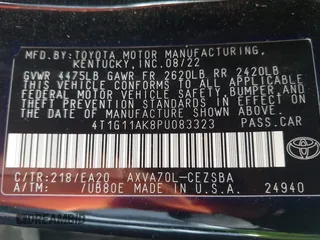 MFD.BY:TOYOTA MOTOR MANUFACTURING,
KENTUCKY,INC.08/22
GVWR 4475LB GAWR FR 2620LB RR 2420LB
THIS VEHICLE CONFORMS TO ALL APPLICABLE
FEDERAL MOTOR VEHICLE SAFETY,BUMPER,AND
THEFT PREVENTION STANDARDS IN EFFECT ON
THE DATE OF MANUFACTURE SHOWN ABOVE.
4T1G11AK8PU083323 PASS.CAR
C/TR:218/EA20 AXVA70L-CEZSBA
A/TM: 7UB80E 24940
TOYOTA